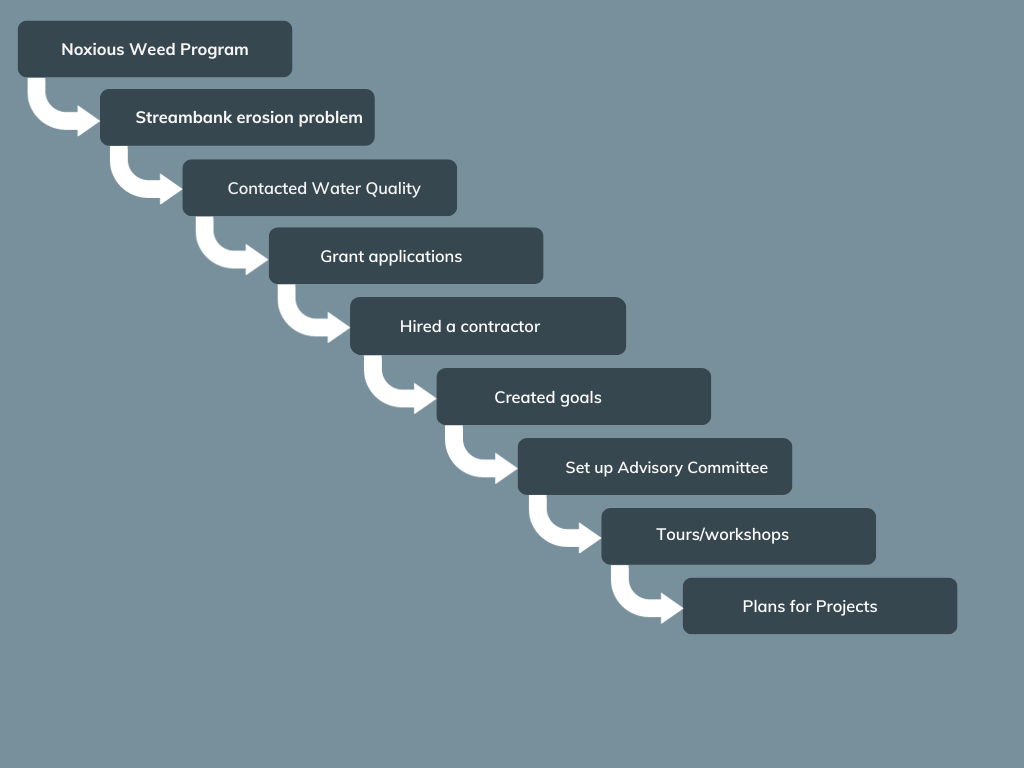 Noxious Weed Program
Streambank erosion problem
Contacted Water Quality
Grant applications
Hired a contractor
Created goals
Set up Advisory Committee
Tours/workshops
Plans for Projects